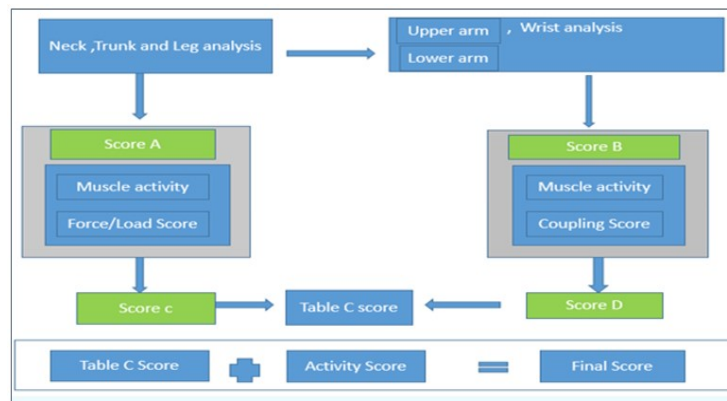 Neck ,Trunk and Leg analysis
Upper arm , Wrist analysis
Lower arm
Score A
Muscle activity
Force/Load Score
Score B
Muscle activity
Coupling Score
Score c
Table C score
Score D
Table C Score
Activity Score
Final Score